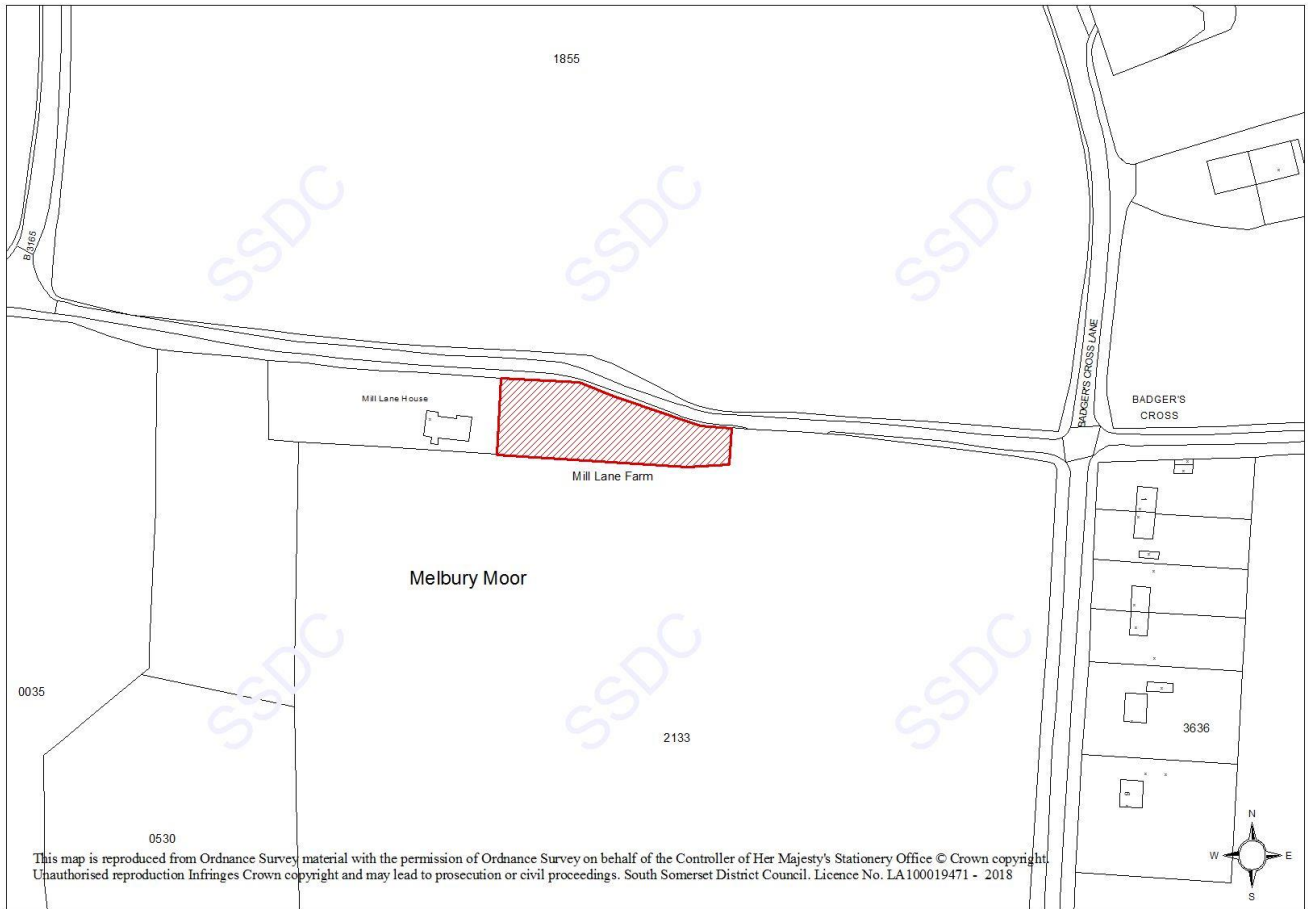 1855
SSDC
SSDC
SSDC
B 3165
BADGER'S CROSS LANE
Mill Lane House
BADGER'S
CROSS
Mill Lane Farm
1
Melbury Moor
SSDC
SSDC
SSDC
0035
2133
3636
9
0530
N
W
E
S
This map is reproduced from Ordnance Survey material with the permission of Ordnance Survey on behalf of the Controller of Her Majesty's Stationery Office © Crown copyright.
Unauthorised reproduction Infringes Crown copyright and may lead to prosecution or civil proceedings. South Somerset District Council. Licence No. LA100019471 - 2018